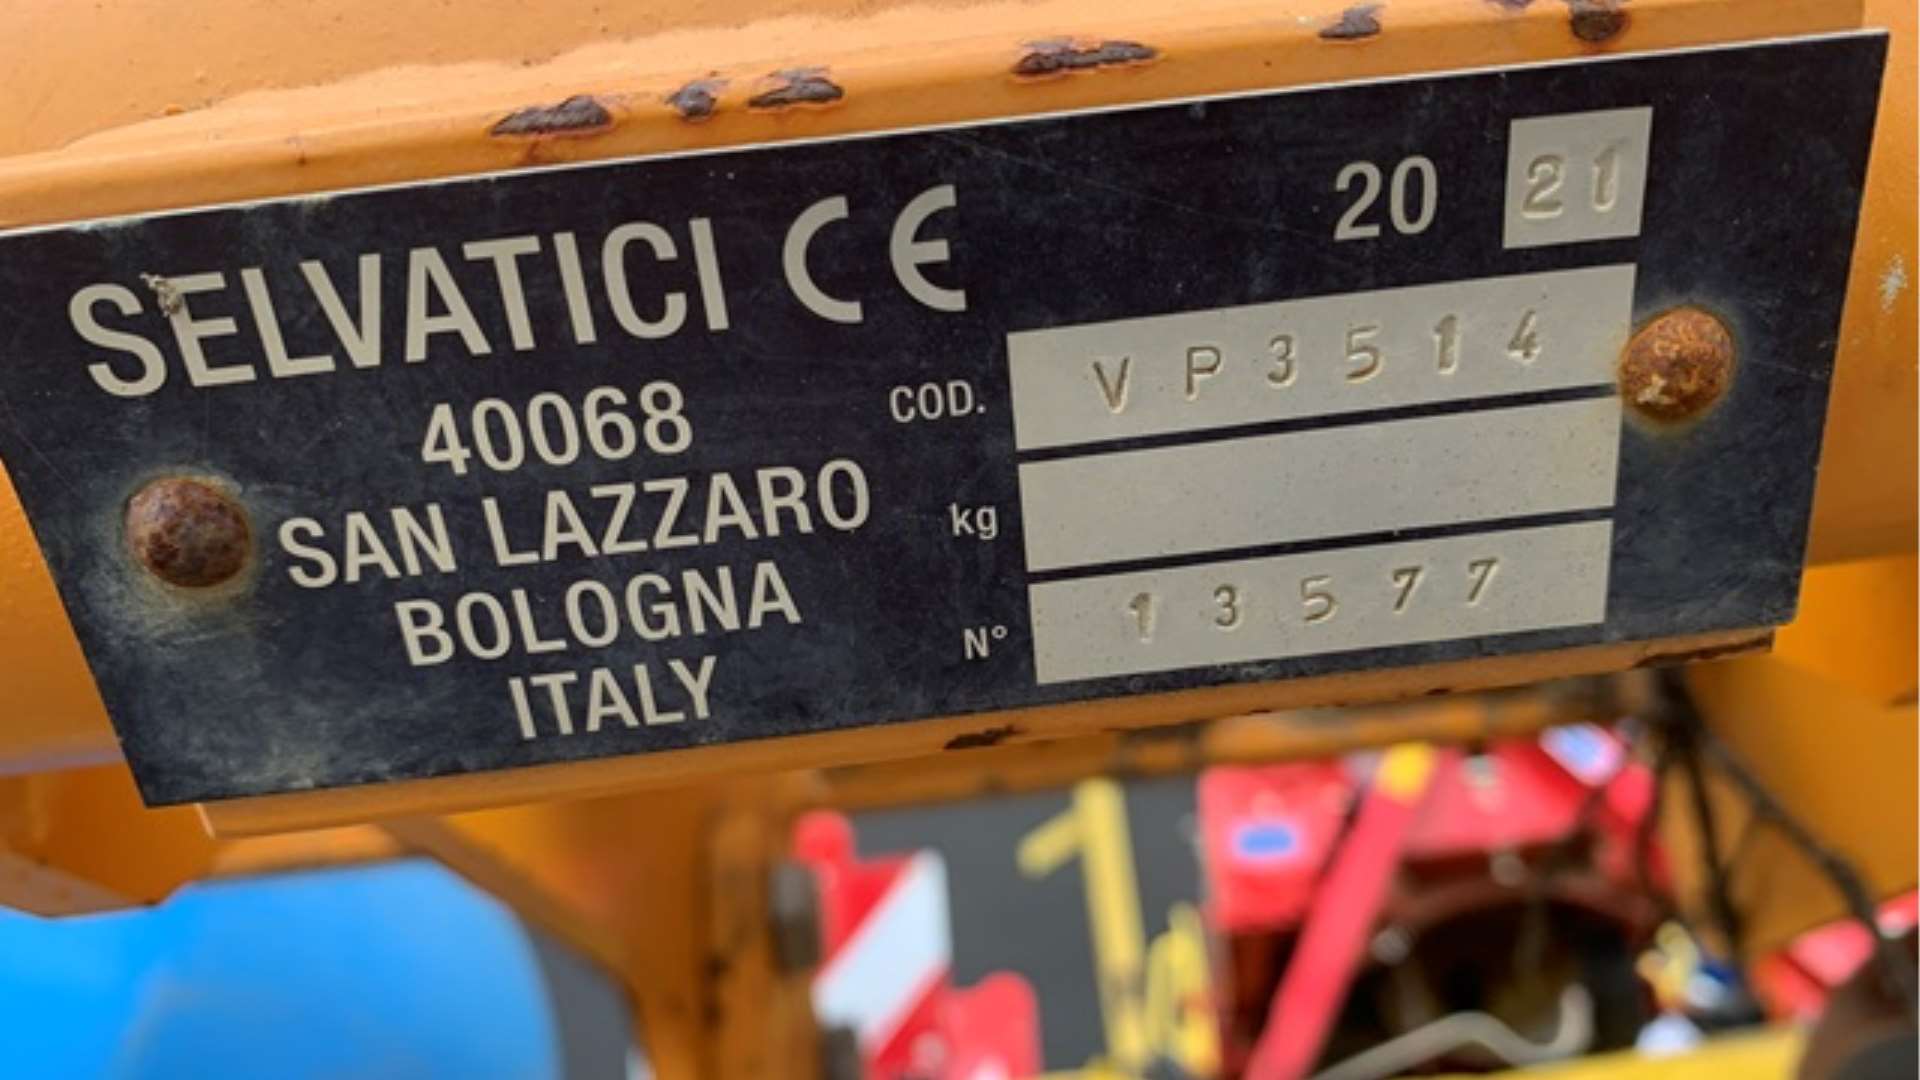 SELVATICI CE
40068
SAN LAZZARO
BOLOGNA
ITALY
20 21
COD. VP3514
kg
N° 13577